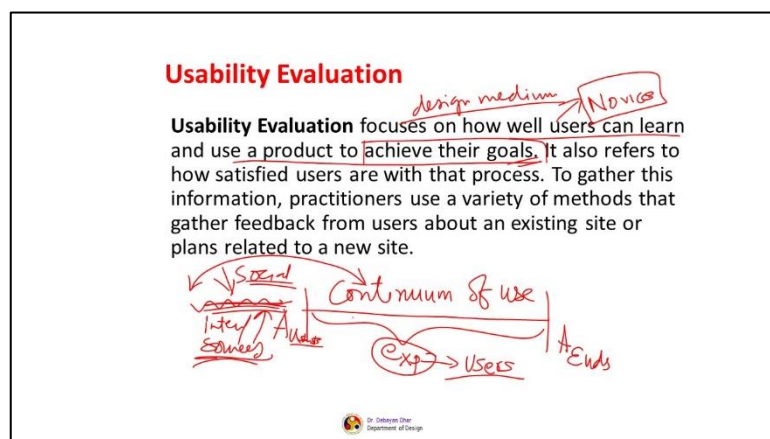 Usability Evaluation
design medium
NOVICE
Usability Evaluation focuses on how well users can learn
and use a product to achieve their goals. It also refers to
how satisfied users are with that process. To gather this
information, practitioners use a variety of methods that
gather feedback from users about an existing site or
plans related to a new site.
Social
Continuum of use
Inter
Sources
exp
Users
A Ends
Dr. Debayan Dhar
Department of Design